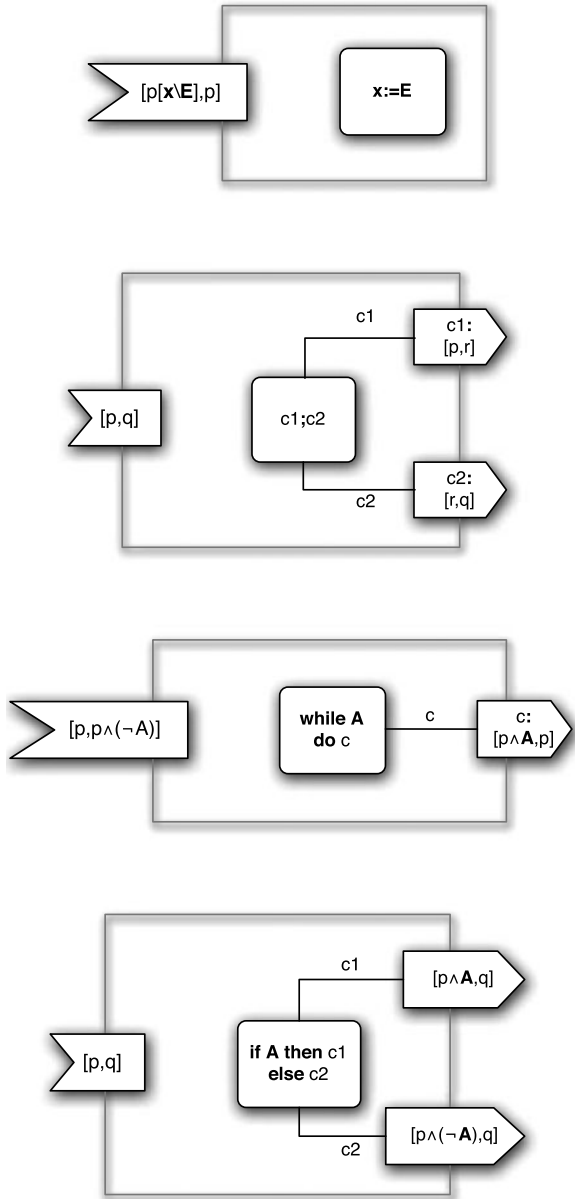 [p[x\E],p]
x:=E
c1
c1:
[p,r]
[p,q]
c1;c2
c2:
[r,q]
c2
[p,p∧(¬A)]
while A
do c
c
c:
[p∧A,p]
c1
[p∧A,q]
[p,q]
if A then c1
else c2
c2
[p∧(¬A),q]